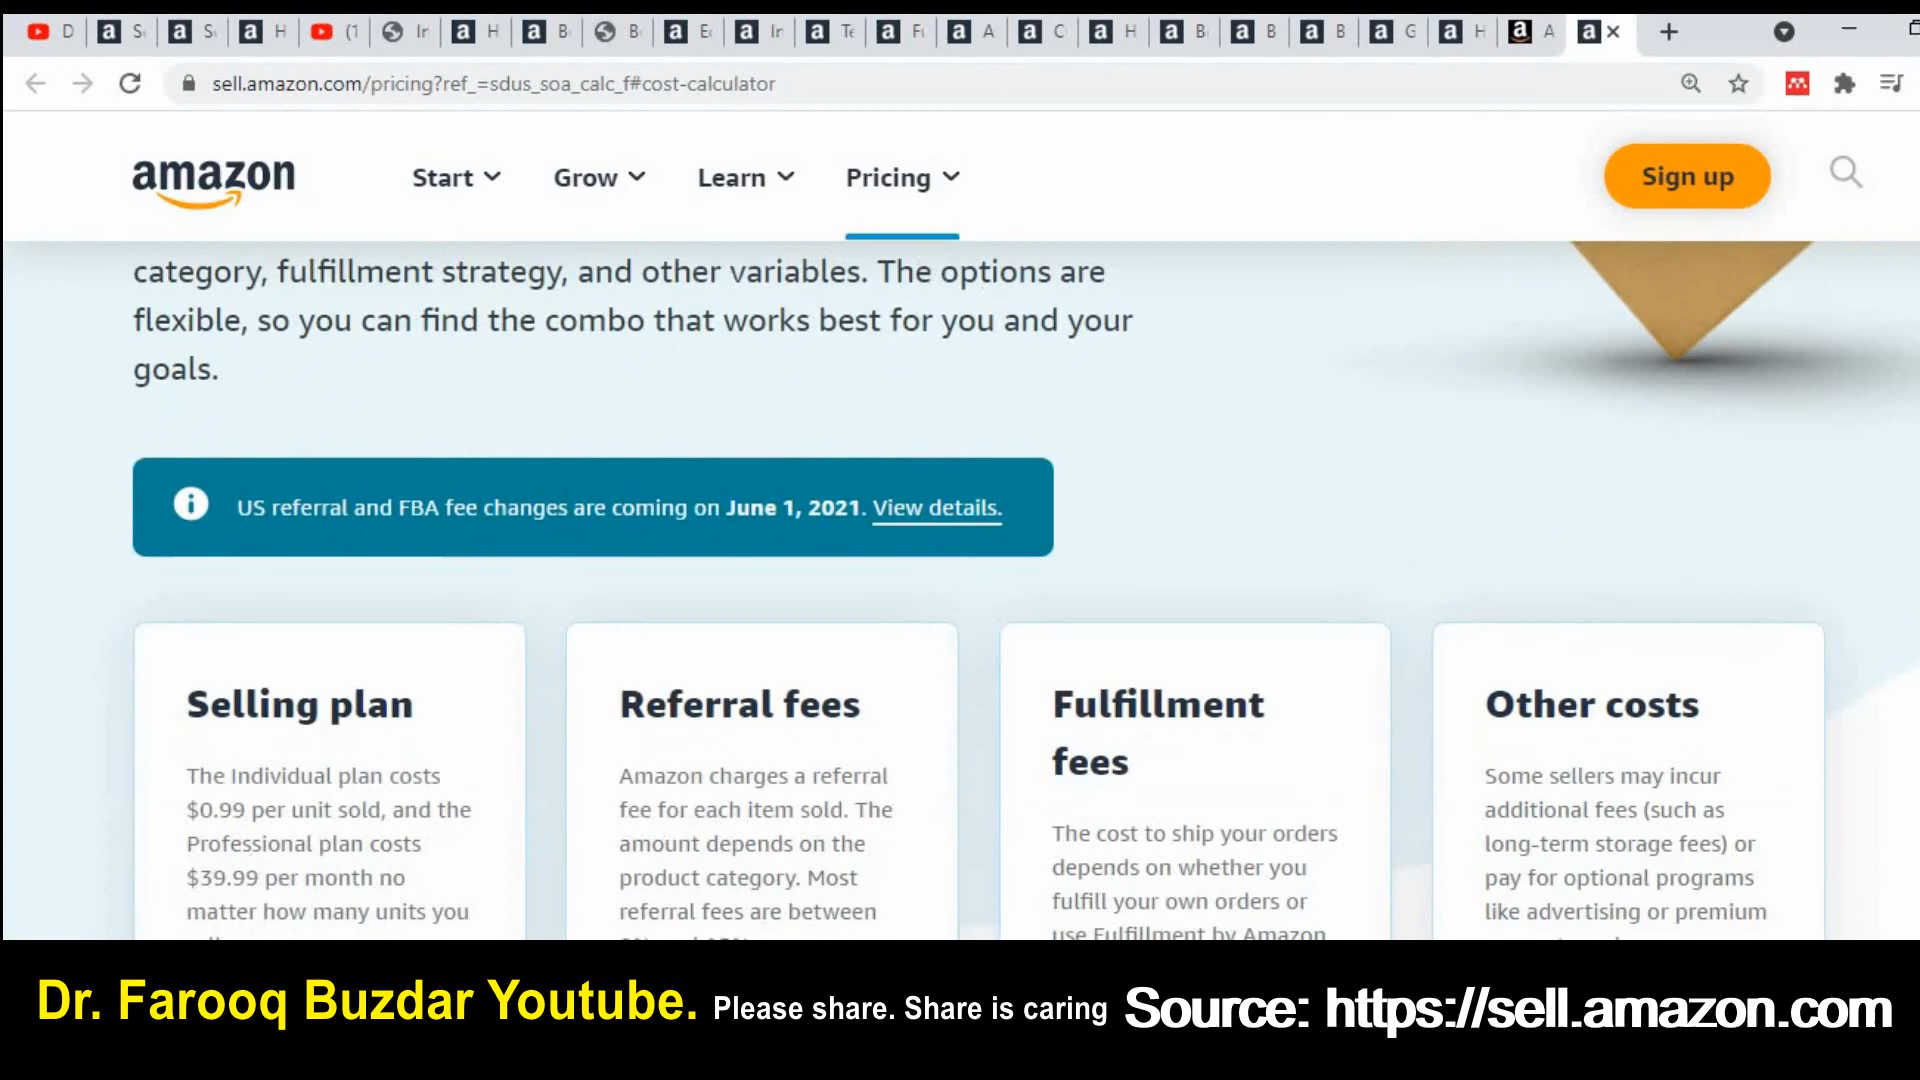 D S S H (1 In H B B E In Te F A C H B B B G H A
sell.amazon.com/pricing?ref_=sdus_soa_calc_f#cost-calculator
amazon Start Grow Learn Pricing Sign up
category, fulfillment strategy, and other variables. The options are
flexible, so you can find the combo that works best for you and your
goals.
US referral and FBA fee changes are coming on June 1, 2021. View details.
Selling plan
The Individual plan costs
$0.99 per unit sold, and the
Professional plan costs
$39.99 per month no
matter how many units you
Referral fees
Amazon charges a referral
fee for each item sold. The
amount depends on the
product category. Most
referral fees are between
Fulfillment
fees
The cost to ship your orders
depends on whether you
fulfill your own orders or
use Fulfillment by Amazon
Other costs
Some sellers may incur
additional fees (such as
long-term storage fees) or
pay for optional programs
like advertising or premium
Dr. Farooq Buzdar Youtube. Please share. Share is caring Source: https://sell.amazon.com